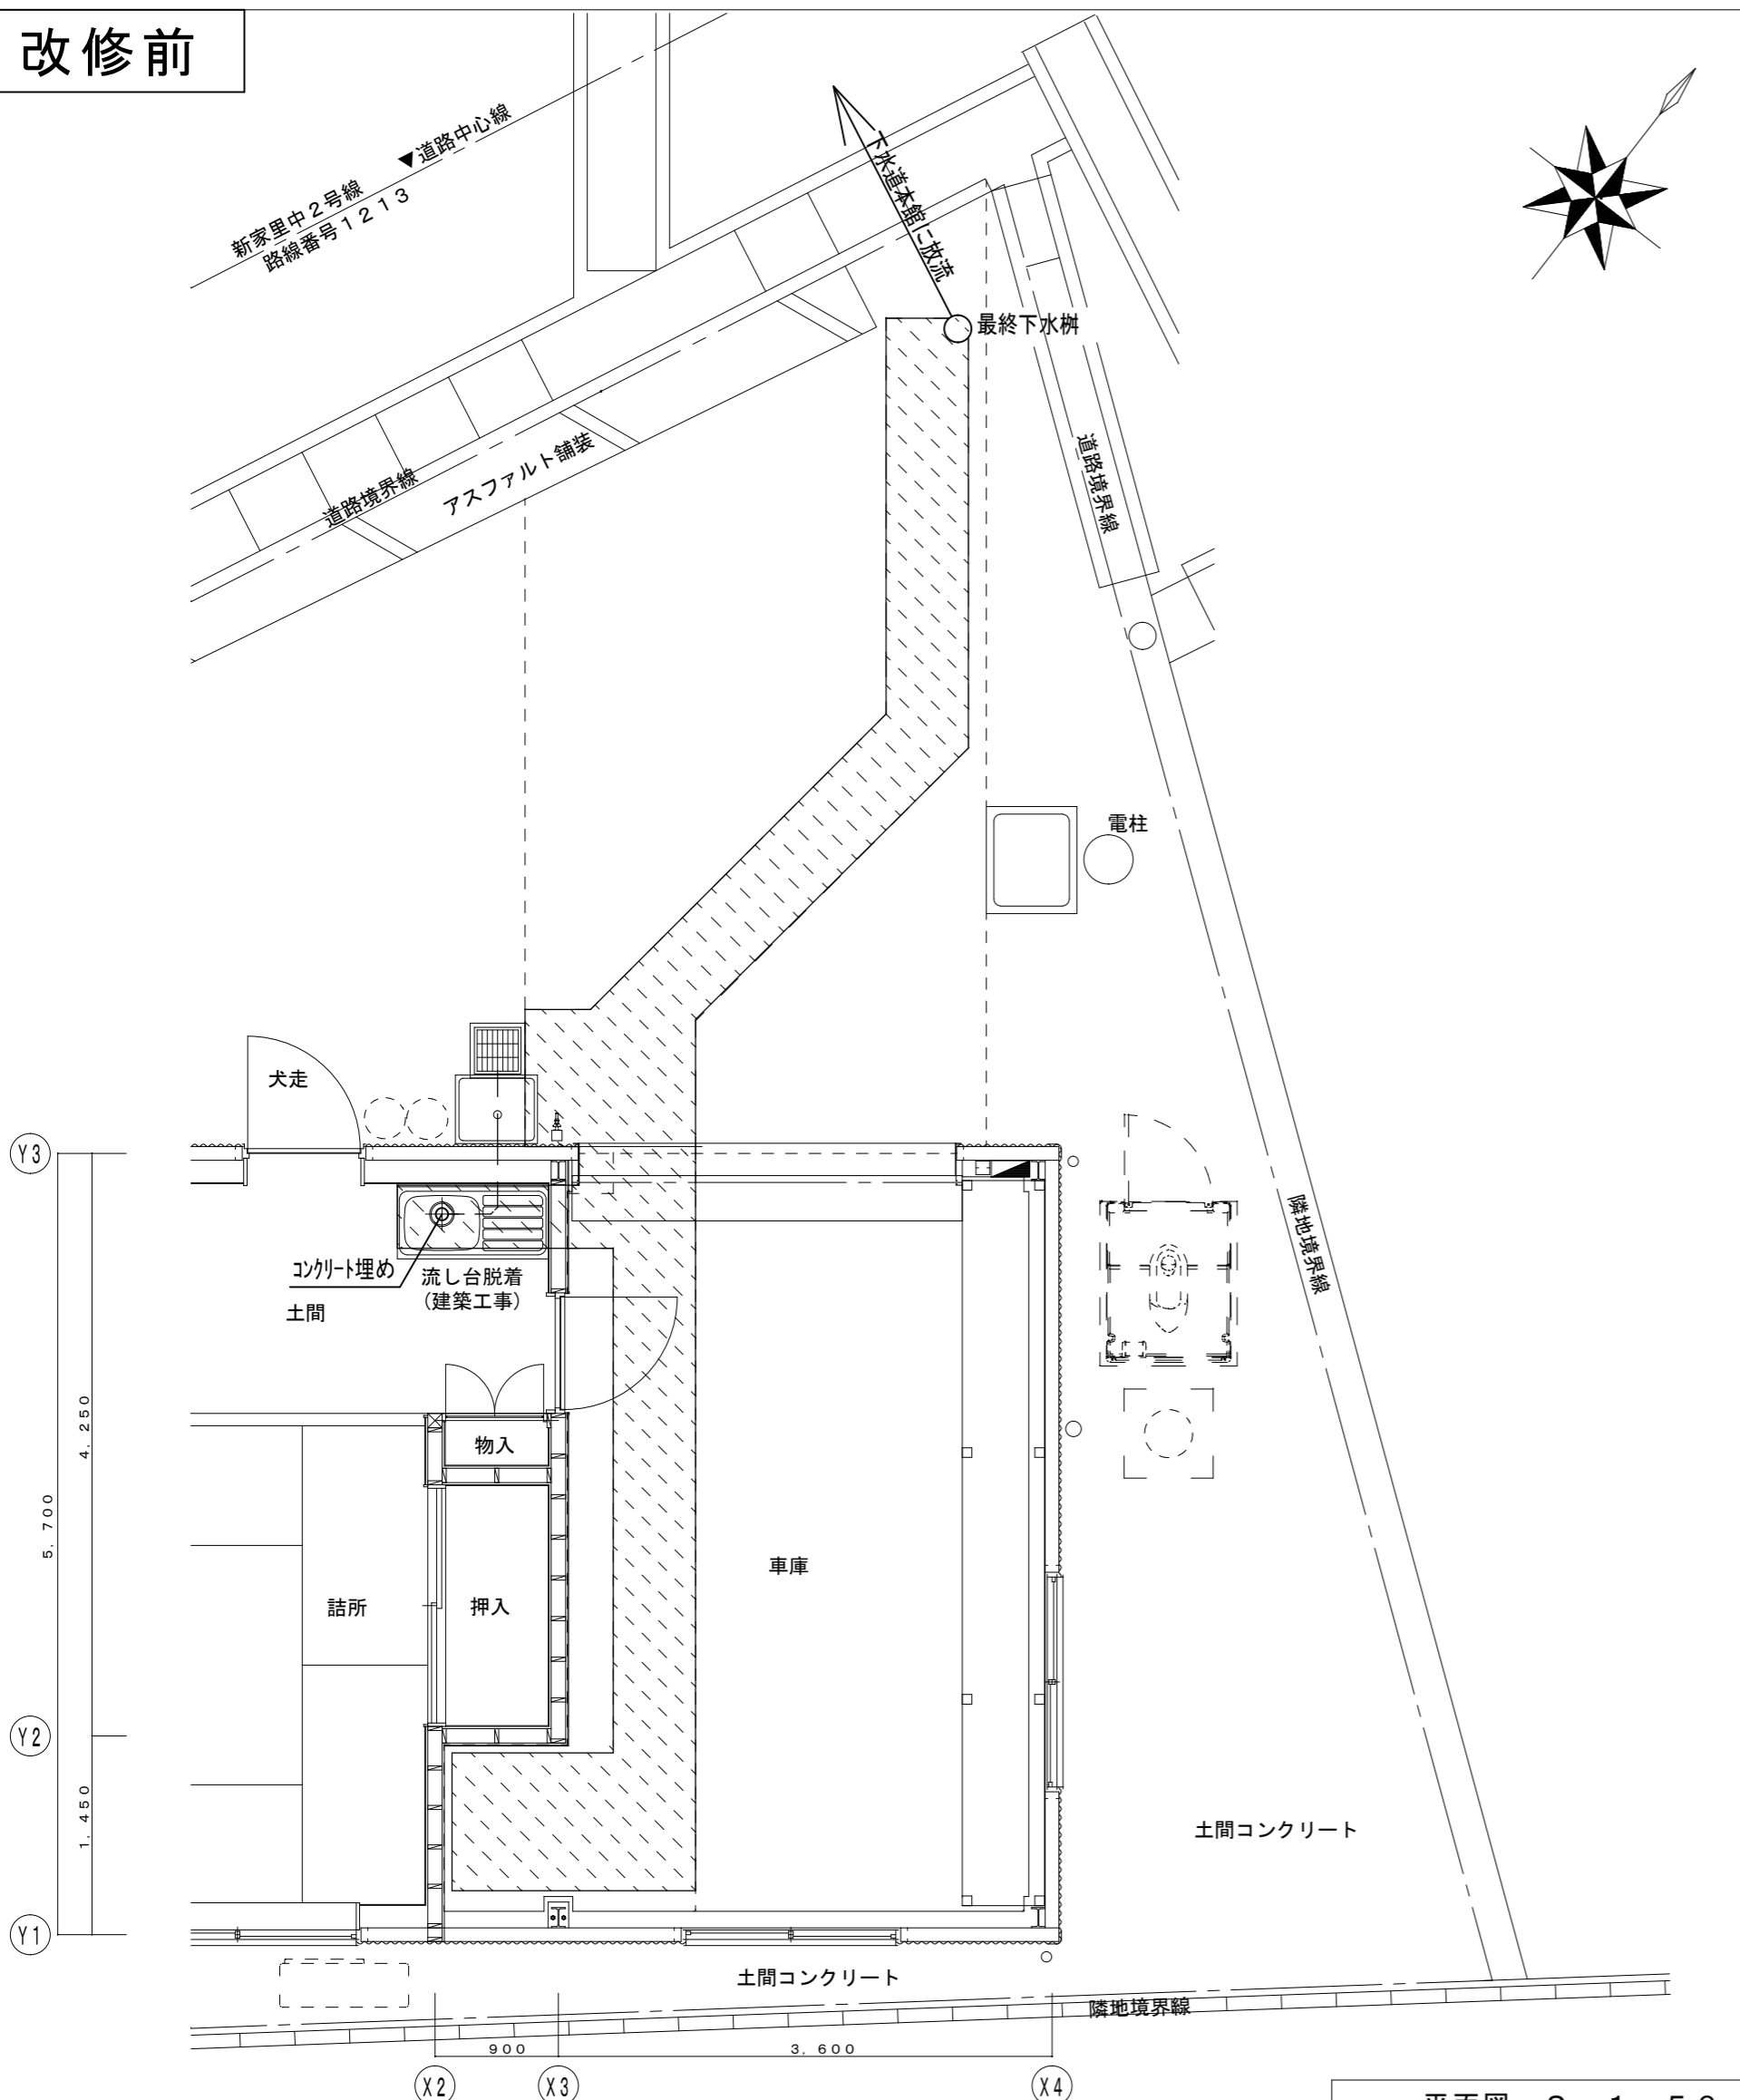 改修前
▼道路中心線
新家里中2号線
路線番号1213
下水道本館に放流
最終下水桝
道路境界線
アスファルト舗装
道路境界線
電柱
犬走
Y3
隣地境界線
コンクリート埋め
流し台脱着
(建築工事)
土間
4,250
物入
5,700
車庫
詰所
押入
Y2
1,450
土間コンクリート
Y1
土間コンクリート
隣地境界線
900
3,600
X2
X3
X4